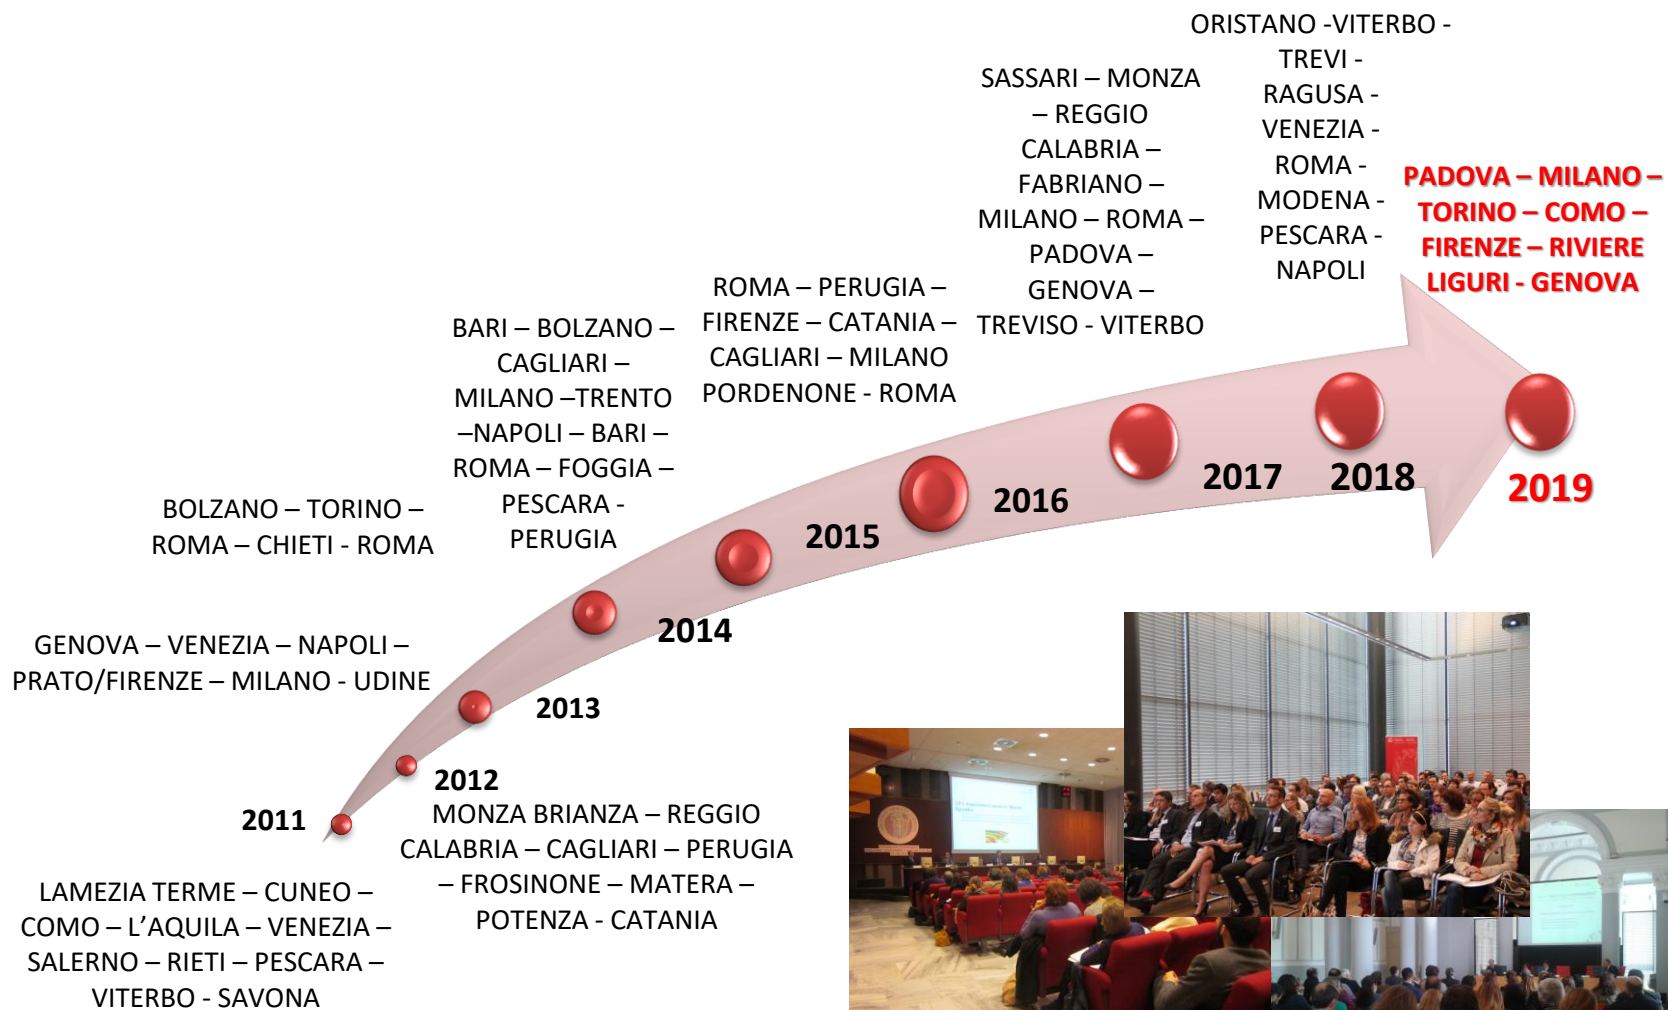 ORISTANO -VITERBO -
TREVI -
RAGUSA -
VENEZIA -
ROMA -
MODENA -
PESCARA -
NAPOLI
SASSARI – MONZA
– REGGIO
CALABRIA –
FABRIANO –
MILANO – ROMA –
PADOVA –
GENOVA –
TREVISO - VITERBO
PADOVA – MILANO –
TORINO – COMO –
FIRENZE – RIVIERE
LIGURI - GENOVA
ROMA – PERUGIA –
FIRENZE – CATANIA –
CAGLIARI – MILANO
PORDENONE - ROMA
BARI – BOLZANO –
CAGLIARI –
MILANO –TRENTO
–NAPOLI – BARI –
ROMA – FOGGIA –
PESCARA -
PERUGIA
BOLZANO – TORINO –
ROMA – CHIETI - ROMA
GENOVA – VENEZIA – NAPOLI –
PRATO/FIRENZE – MILANO - UDINE
2019
2018
2017
2016
2015
2014
2013
2012
2011
MONZA BRIANZA – REGGIO
CALABRIA – CAGLIARI – PERUGIA
– FROSINONE – MATERA –
POTENZA - CATANIA
LAMEZIA TERME – CUNEO –
COMO – L’AQUILA – VENEZIA –
SALERNO – RIETI – PESCARA –
VITERBO - SAVONA